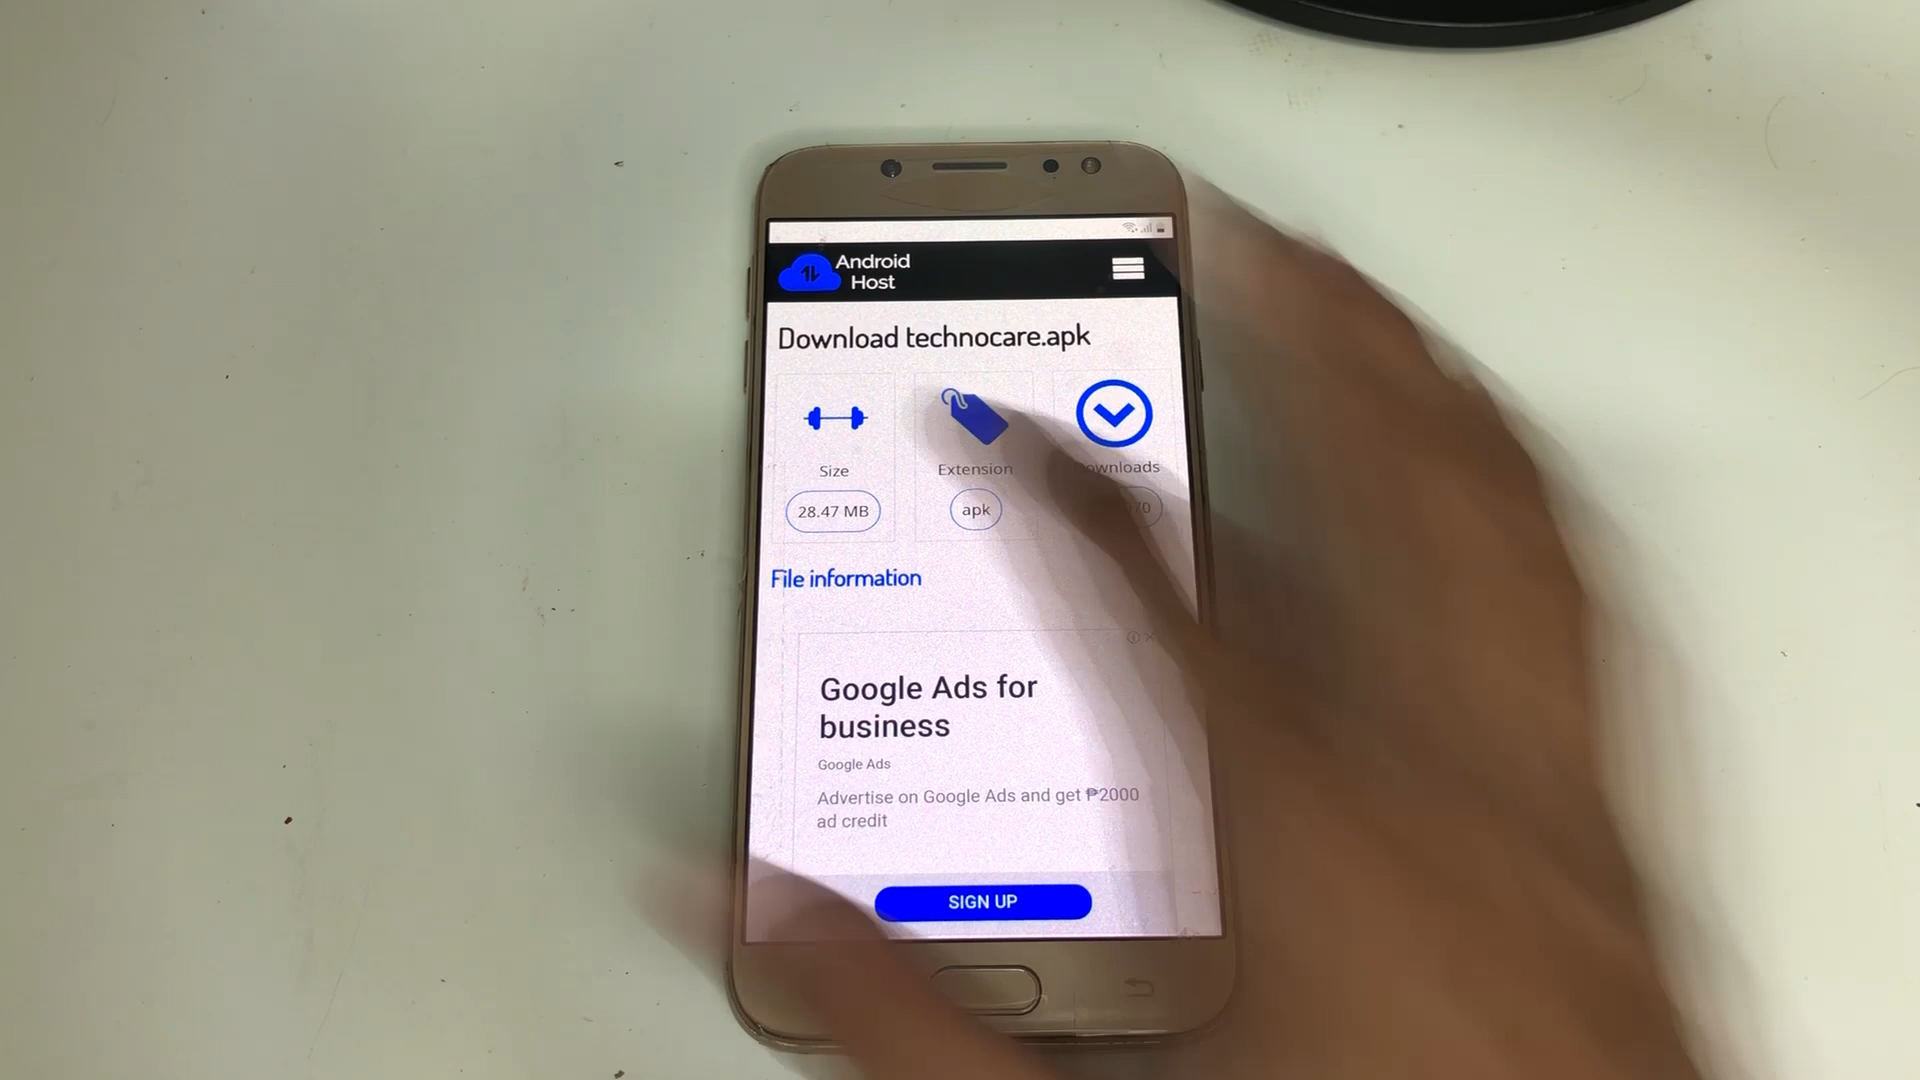 Android
Host
Download technocare.apk
Size
Extension
28.47 MB
apk
File information
Google Ads for
business
Google Ads
Advertise on Google Ads and get ₱2000
ad credit
SIGN UP